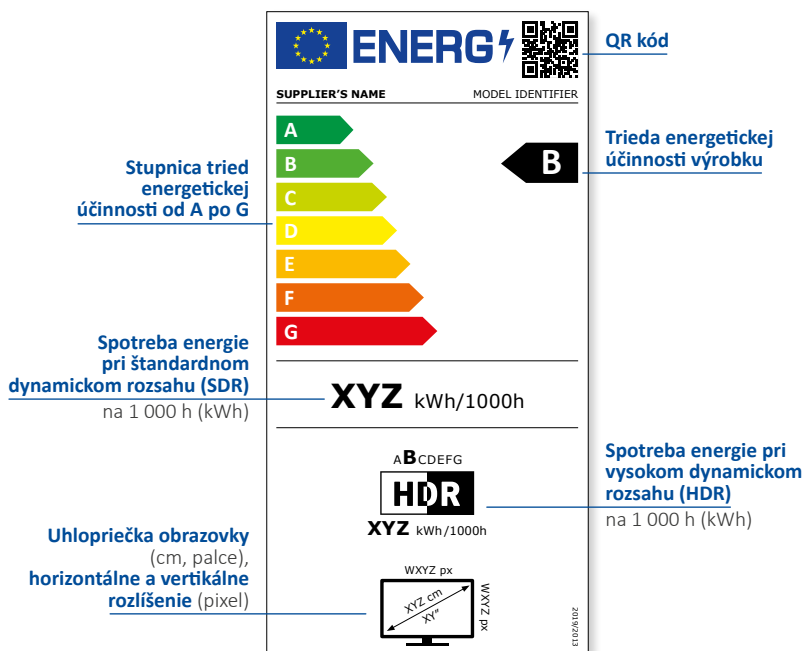 ENERG
QR kód
SUPPLIER'S NAME
MODEL IDENTIFIER
A
B
C
D
E
F
G
B
Trieda energetickej
účinnosti výrobku
Stupnica tried
energetickej
účinnosti od A po G
Spotreba energie
pri štandardnom
dynamickom rozsahu (SDR)
na 1 000 h (kWh)
XYZ kWh/1000h
ABCDEFG
HDR
XYZ kWh/1000h
Spotreba energie pri
vysokom dynamickom
rozsahu (HDR)
na 1 000 h (kWh)
Uhlopriečka obrazovky
(cm, palce),
horizontálne a vertikálne
rozlíšenie (pixel)
WXYZ px
XYZ cm
XY"
WXYZ px
2019/2013